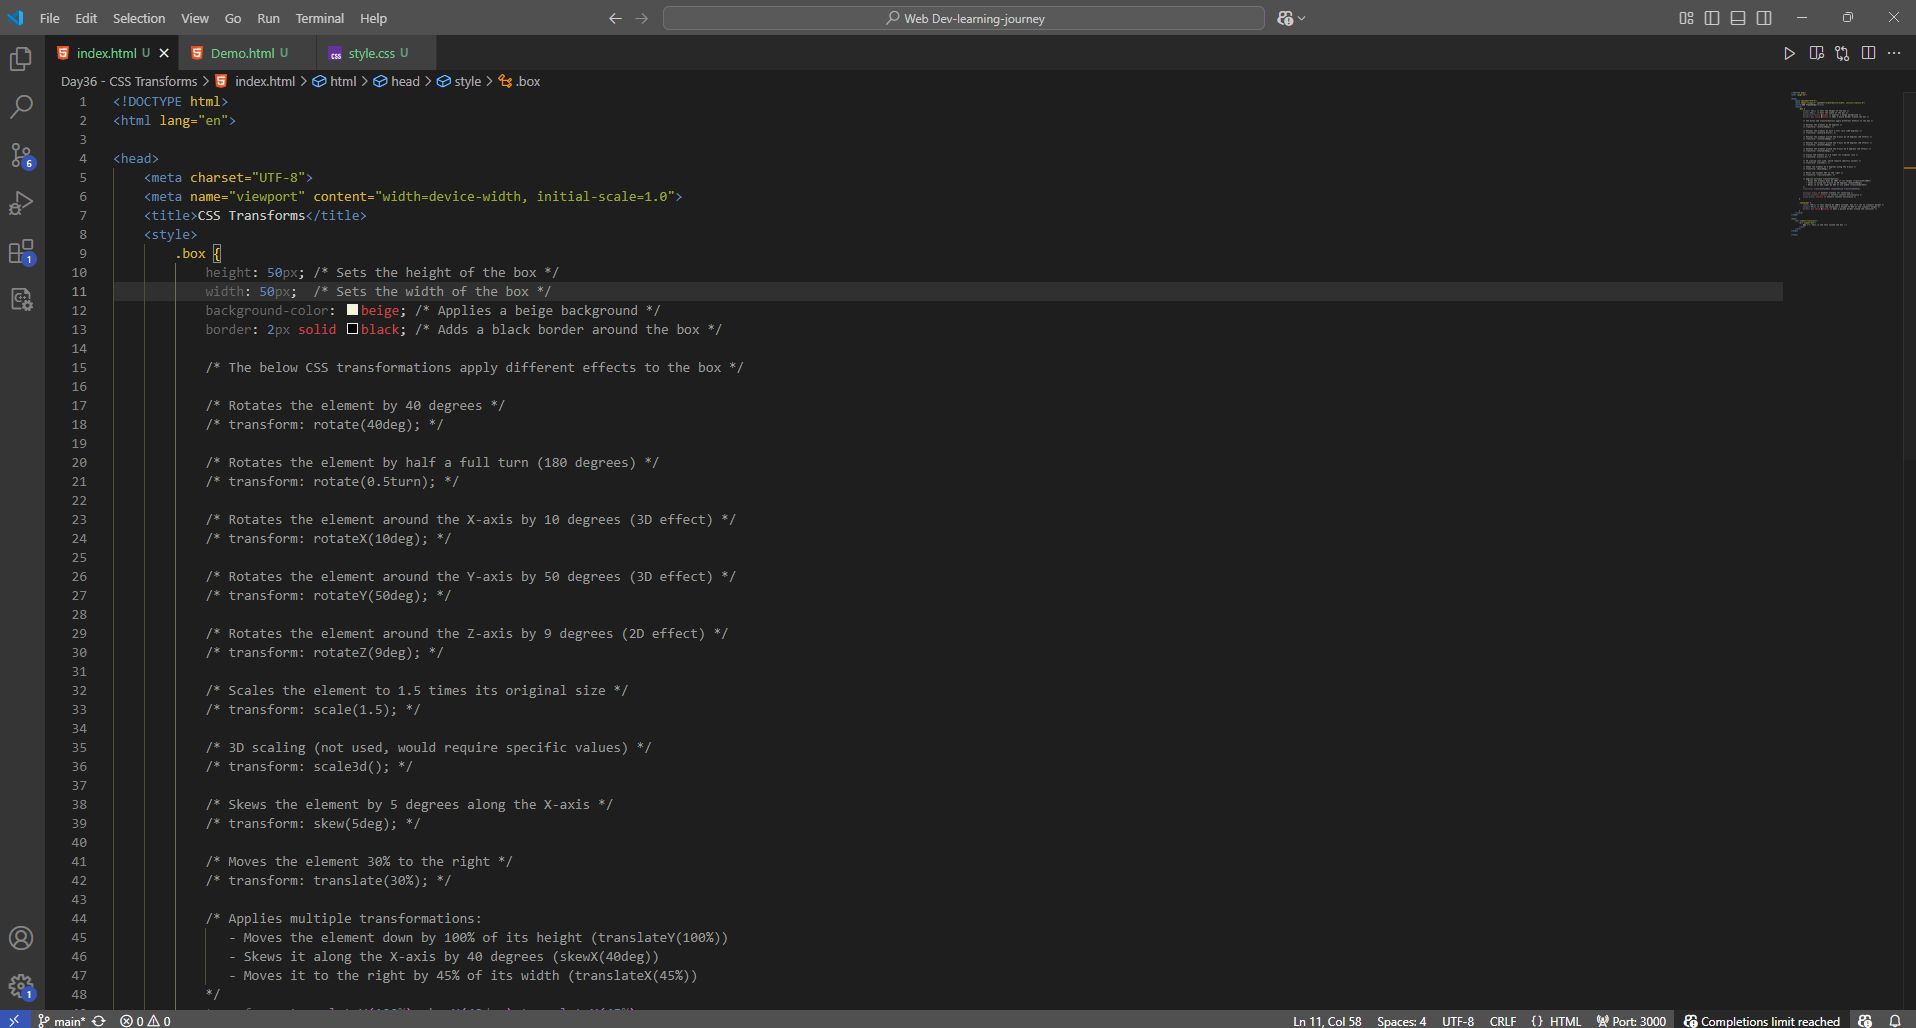 File Edit Selection View Go Run Terminal Help
Web Dev-learning-journey
index.html U
Demo.html U
style.css U
Day36 - CSS Transforms > index.html > html > head > style > .box
1 <!DOCTYPE html>
2 <html lang="en">
3
4 <head>
5 <meta charset="UTF-8">
6 <meta name="viewport" content="width=device-width, initial-scale=1.0">
7 <title>CSS Transforms</title>
8 <style>
9 .box {
10 height: 50px; /* Sets the height of the box */
11 width: 50px;  /* Sets the width of the box */
12 background-color: beige; /* Applies a beige background */
13 border: 2px solid black; /* Adds a black border around the box */
14
15 /* The below CSS transformations apply different effects to the box */
16
17 /* Rotates the element by 40 degrees */
18 /* transform: rotate(40deg); */
19
20 /* Rotates the element by half a full turn (180 degrees) */
21 /* transform: rotate(0.5turn); */
22
23 /* Rotates the element around the X-axis by 10 degrees (3D effect) */
24 /* transform: rotateX(10deg); */
25
26 /* Rotates the element around the Y-axis by 50 degrees (3D effect) */
27 /* transform: rotateY(50deg); */
28
29 /* Rotates the element around the Z-axis by 9 degrees (2D effect) */
30 /* transform: rotateZ(9deg); */
31
32 /* Scales the element to 1.5 times its original size */
33 /* transform: scale(1.5); */
34
35 /* 3D scaling (not used, would require specific values) */
36 /* transform: scale3d(); */
37
38 /* Skews the element by 5 degrees along the X-axis */
39 /* transform: skew(5deg); */
40
41 /* Moves the element 30% to the right */
42 /* transform: translate(30%); */
43
44 /* Applies multiple transformations:
45 - Moves the element down by 100% of its height (translateY(100%))
46 - Skews it along the X-axis by 40 degrees (skewX(40deg))
47 - Moves it to the right by 45% of its width (translateX(45%))
48 */
6
1
1
main* 0 0
Ln 11, Col 58 Spaces: 4 UTF-8 CRLF {} HTML Port: 3000 Completions limit reached